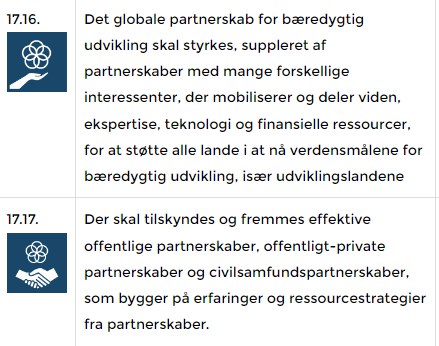 17.16.
Det globale partnerskab for bæredygtig
udvikling skal styrkes, suppleret af
partnerskaber med mange forskellige
interessenter, der mobiliserer og deler viden,
ekspertise, teknologi og finansielle ressourcer,
for at støtte alle lande i at nå verdensmålene for
bæredygtig udvikling, især udviklingslandene
17.17.
Der skal tilskyndes og fremmes effektive
offentlige partnerskaber, offentligt-private
partnerskaber og civilsamfundspartnerskaber,
som bygger på erfaringer og ressourcestrategier
fra partnerskaber.